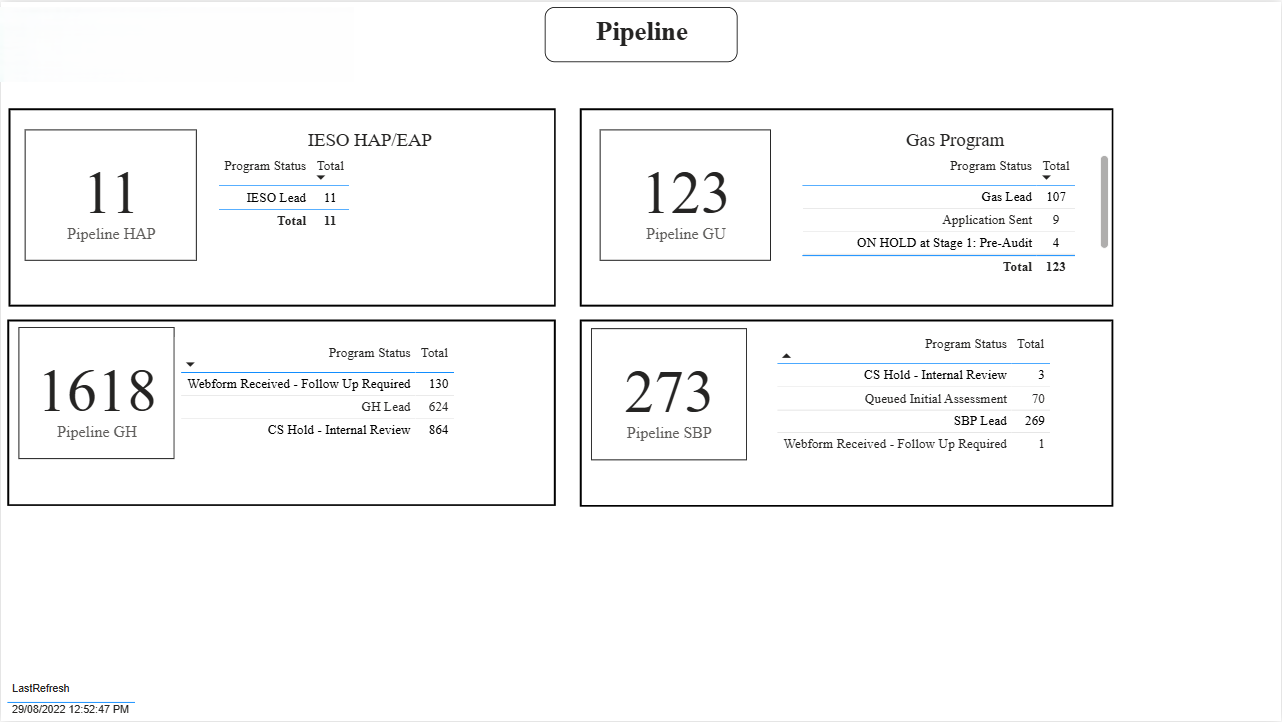 Pipeline
11
Pipeline HAP
IESO HAP/EAP
Program Status Total
IESO Lead 11
Total 11
123
Pipeline GU
Gas Program
Program Status Total
Gas Lead 107
Application Sent 9
ON HOLD at Stage 1: Pre-Audit 4
Total 123
1618
Pipeline GH
Program Status Total
Webform Received - Follow Up Required 130
GH Lead 624
CS Hold - Internal Review 864
273
Pipeline SBP
Program Status Total
CS Hold - Internal Review 3
Queued Initial Assessment 70
SBP Lead 269
Webform Received - Follow Up Required 1
LastRefresh
29/08/2022 12:52:47 PM